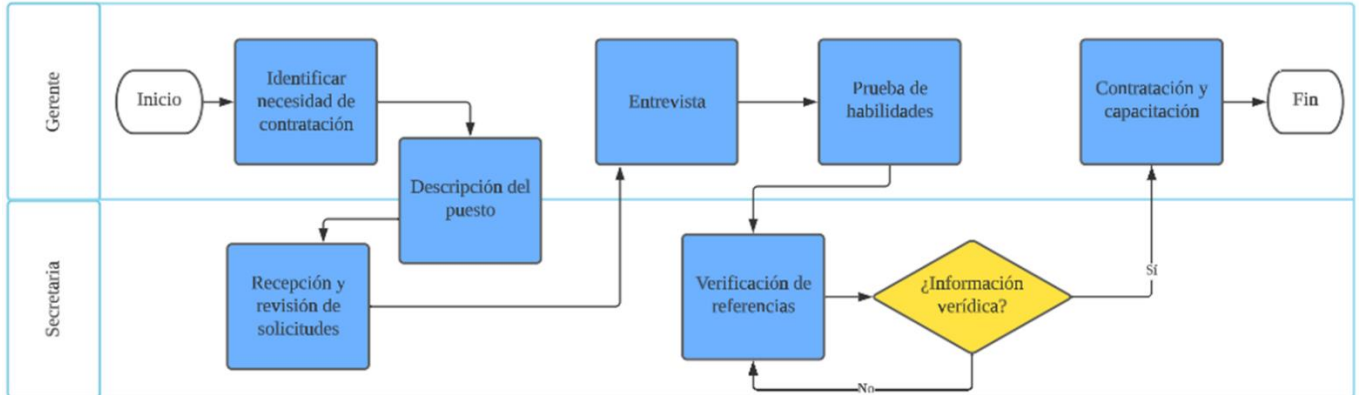 Gerente
Inicio
Identificar
necesidad de
contratación
Descripción del
puesto
Entrevista
Prueba de
habilidades
Contratación y
capacitación
Fin
Secretaria
Recepción y
revisión de
solicitudes
Verificación de
referencias
¿Información
verídica?
Sí
No